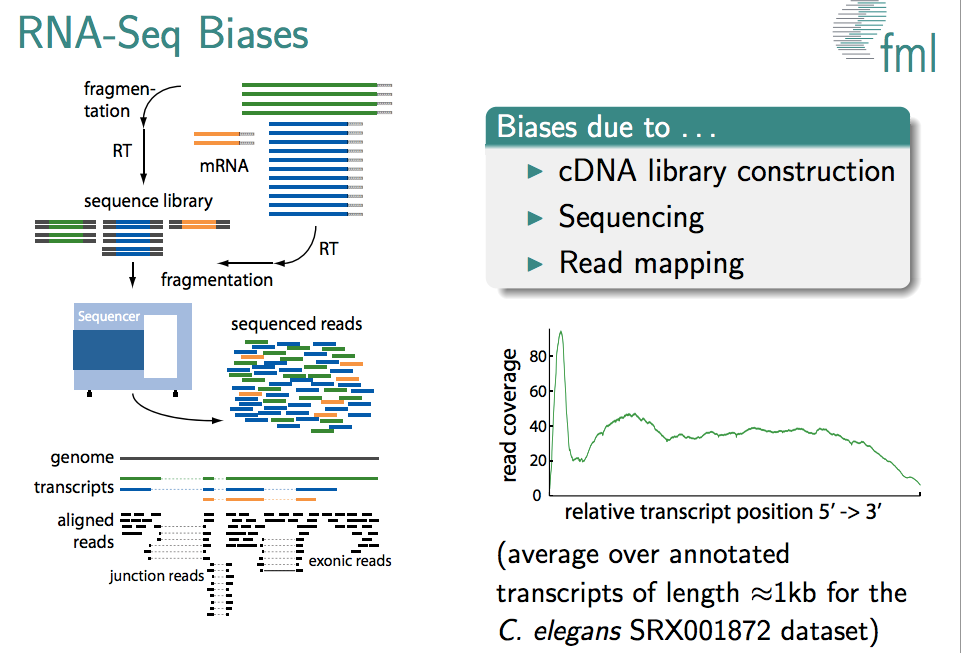 RNA-Seq Biases
fml
fragmen-
tation
RT
mRNA
sequence library
RT
fragmentation
Sequencer
sequenced reads
genome
transcripts
aligned
reads
junction reads
exonic reads
Biases due to . . .
cDNA library construction
Sequencing
Read mapping
read coverage
80
60
40
20
0
relative transcript position 5′ -> 3′
(average over annotated
transcripts of length ≈1kb for the
C. elegans SRX001872 dataset)